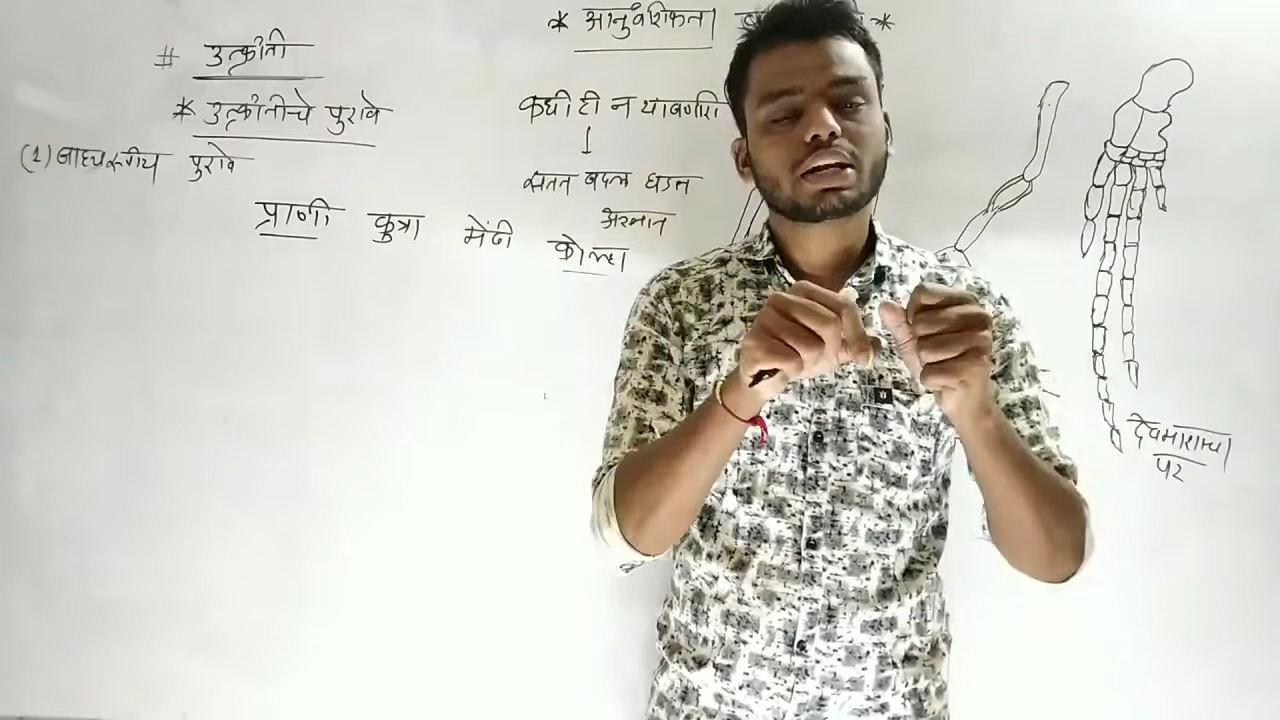 * आनुवंशिकता *
# उत्क्रांती
* उत्क्रांतीचे पुरावे
(1) बाह्यरूपीय पुरावे
कधी ही न थांबणारी
↓
सतत बदल घडत
असतात
प्राणी कुत्रा मेंढी कोल्हा
देवमाशाचा
पर